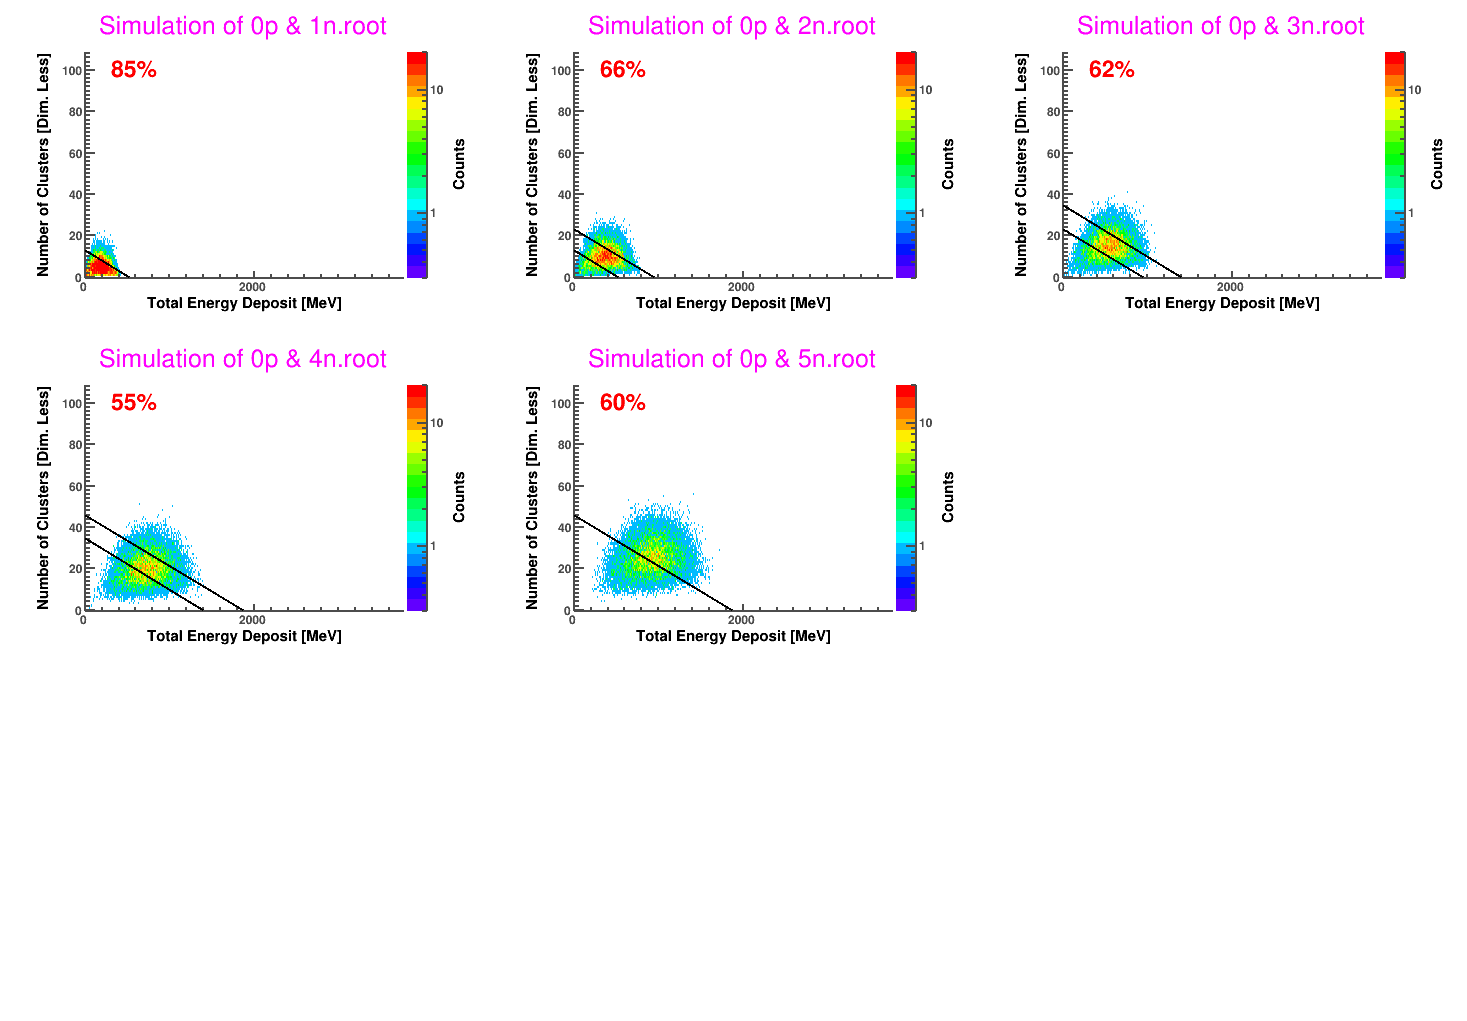 Simulation of 0p & 1n.root
85%
Number of Clusters [Dim. Less]
100
80
60
40
20
0
0
2000
Total Energy Deposit [MeV]
10
1
Counts
Simulation of 0p & 2n.root
66%
Number of Clusters [Dim. Less]
100
80
60
40
20
0
0
2000
Total Energy Deposit [MeV]
10
1
Counts
Simulation of 0p & 3n.root
62%
Number of Clusters [Dim. Less]
100
80
60
40
20
0
0
2000
Total Energy Deposit [MeV]
10
1
Counts
Simulation of 0p & 4n.root
55%
Number of Clusters [Dim. Less]
100
80
60
40
20
0
0
2000
Total Energy Deposit [MeV]
10
1
Counts
Simulation of 0p & 5n.root
60%
Number of Clusters [Dim. Less]
100
80
60
40
20
0
0
2000
Total Energy Deposit [MeV]
10
1
Counts